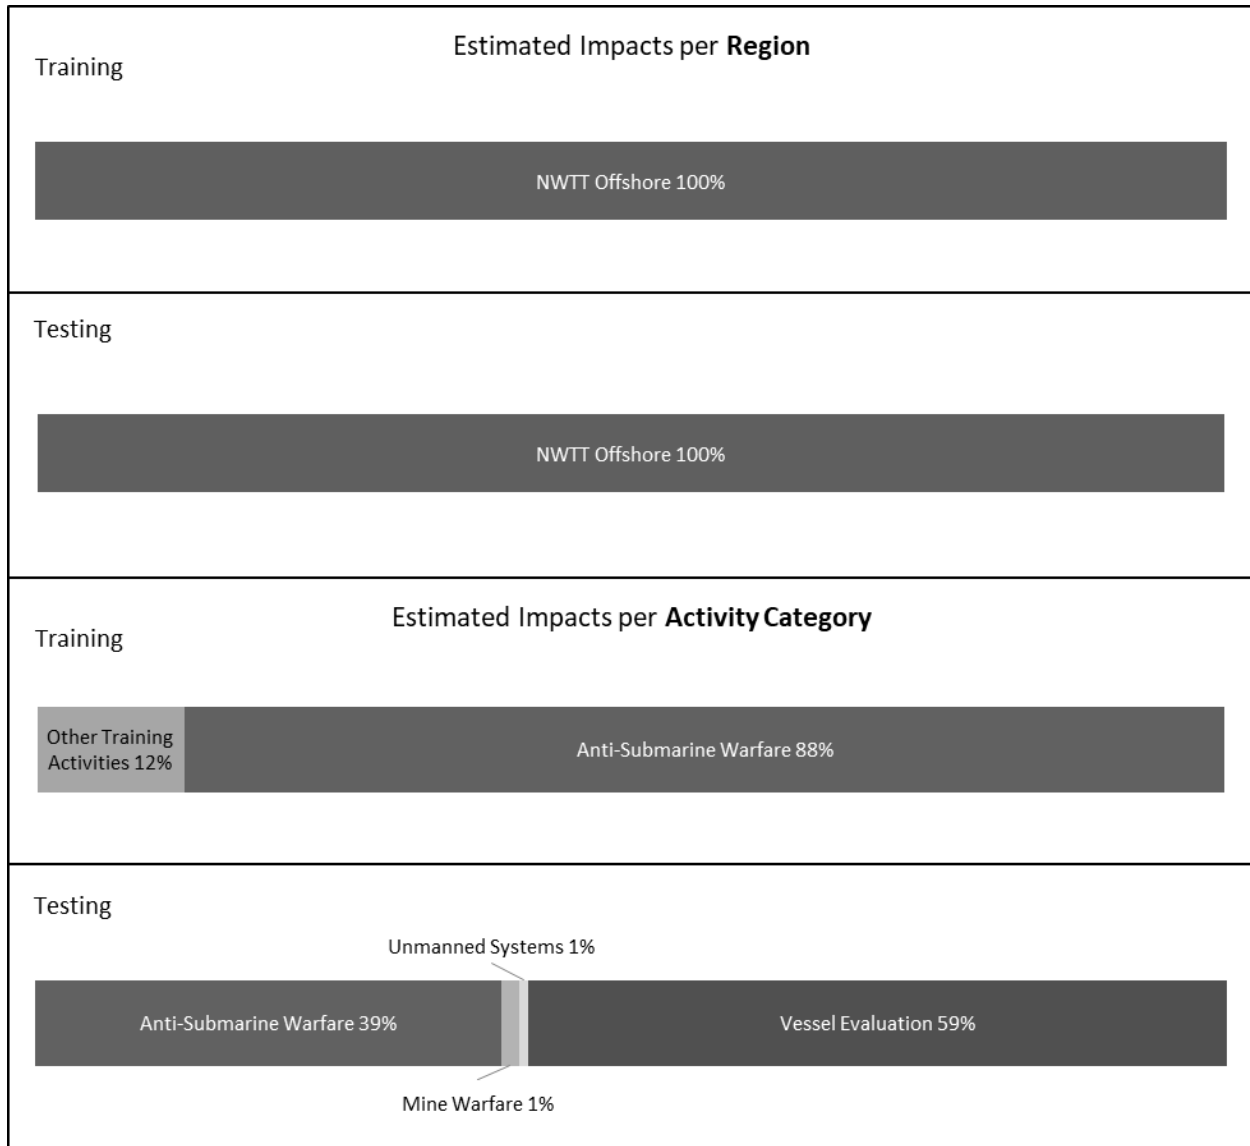 Estimated Impacts per Region
Training
NWTT Offshore 100%
Testing
NWTT Offshore 100%
Estimated Impacts per Activity Category
Training
Other Training
Activities 12%
Anti-Submarine Warfare 88%
Testing
Unmanned Systems 1%
Anti-Submarine Warfare 39%
Vessel Evaluation 59%
Mine Warfare 1%